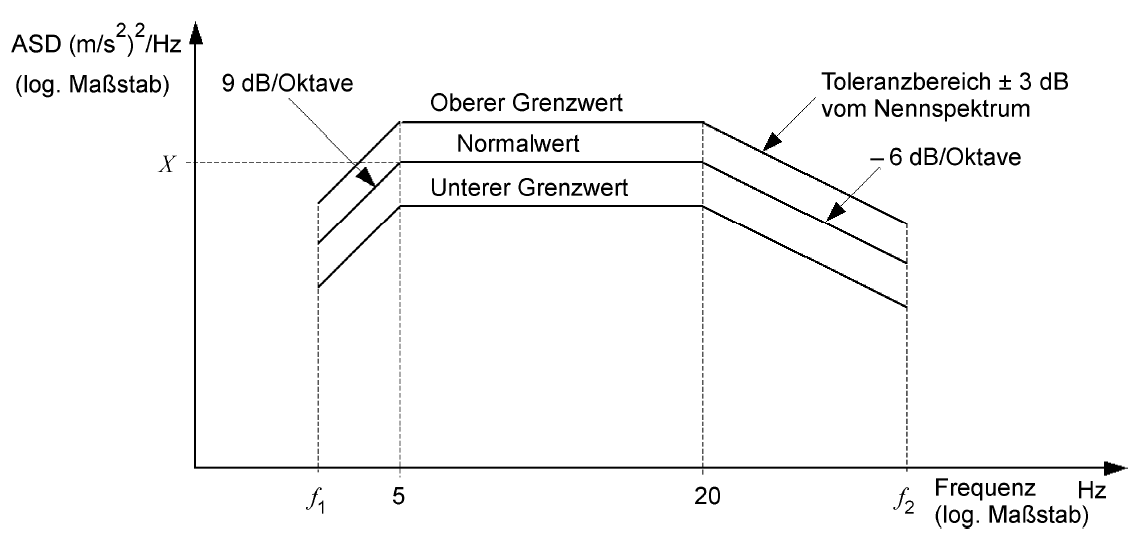 ASD (m/s²)²/Hz
(log. Maßstab)
9 dB/Oktave
Oberer Grenzwert
Toleranzbereich ± 3 dB
vom Nennspektrum
Normalwert
– 6 dB/Oktave
X
Unterer Grenzwert
f₁
5
20
f₂
Frequenz Hz
(log. Maßstab)